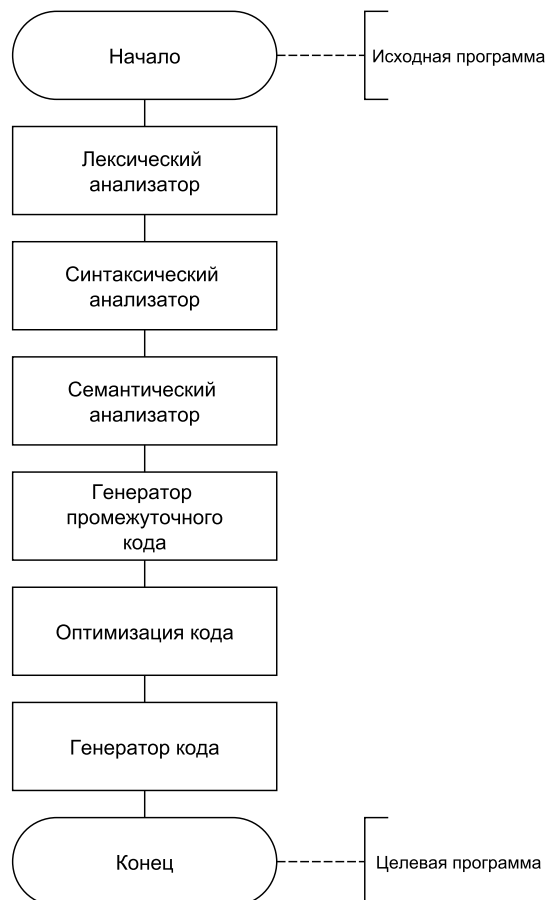 Начало
Исходная программа
Лексический
анализатор
Синтаксический
анализатор
Семантический
анализатор
Генератор
промежуточного
кода
Оптимизация кода
Генератор кода
Конец
Целевая программа